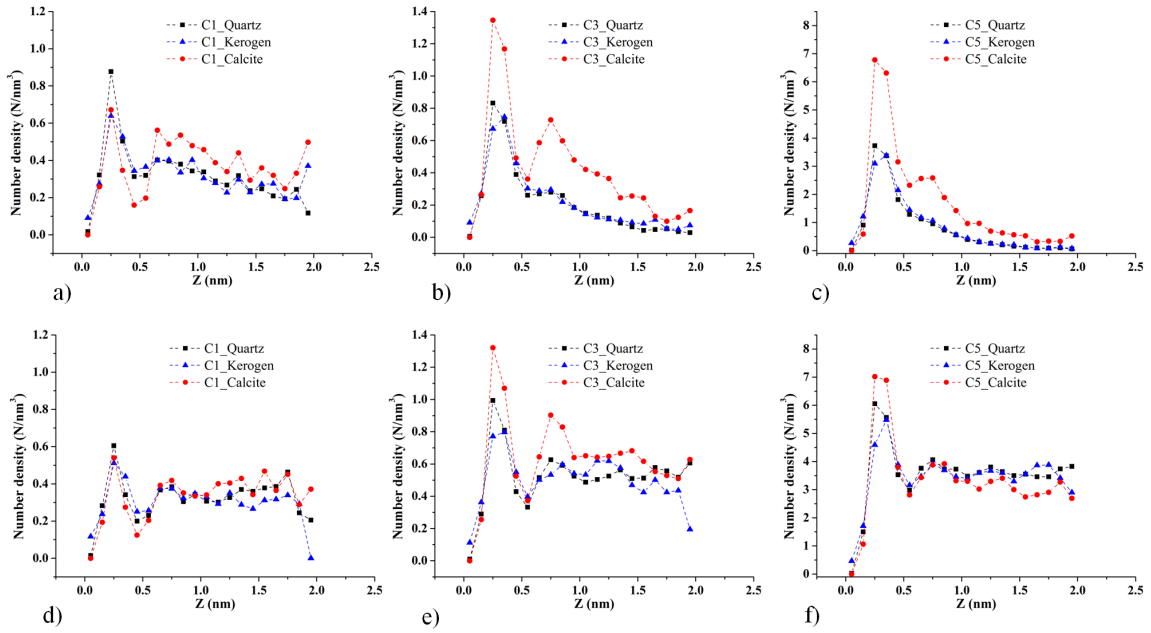 C1_Quartz
C1_Kerogen
C1_Calcite
Number density (N/nm³)
1.2
1.0
0.8
0.6
0.4
0.2
0.0
0.0 0.5 1.0 1.5 2.0 2.5
Z (nm)
a)
C3_Quartz
C3_Kerogen
C3_Calcite
Number density (N/nm³)
1.4
1.2
1.0
0.8
0.6
0.4
0.2
0.0
0.0 0.5 1.0 1.5 2.0 2.5
Z (nm)
b)
C5_Quartz
C5_Kerogen
C5_Calcite
Number density (N/nm³)
8
7
6
5
4
3
2
1
0
0.0 0.5 1.0 1.5 2.0 2.5
Z (nm)
c)
C1_Quartz
C1_Kerogen
C1_Calcite
Number density (N/nm³)
1.2
1.0
0.8
0.6
0.4
0.2
0.0
0.0 0.5 1.0 1.5 2.0 2.5
Z (nm)
d)
C3_Quartz
C3_Kerogen
C3_Calcite
Number density (N/nm³)
1.4
1.2
1.0
0.8
0.6
0.4
0.2
0.0
0.0 0.5 1.0 1.5 2.0 2.5
Z (nm)
e)
C5_Quartz
C5_Kerogen
C5_Calcite
Number density (N/nm³)
8
7
6
5
4
3
2
1
0
0.0 0.5 1.0 1.5 2.0 2.5
Z (nm)
f)